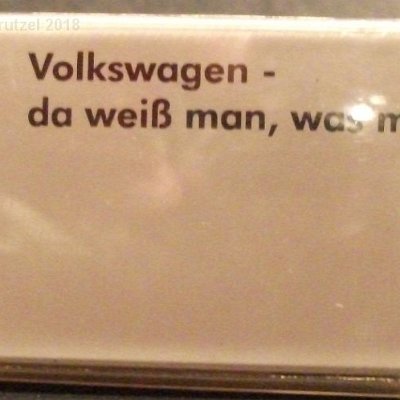 rutzel 2018
Volkswagen -
da weiß man, was m